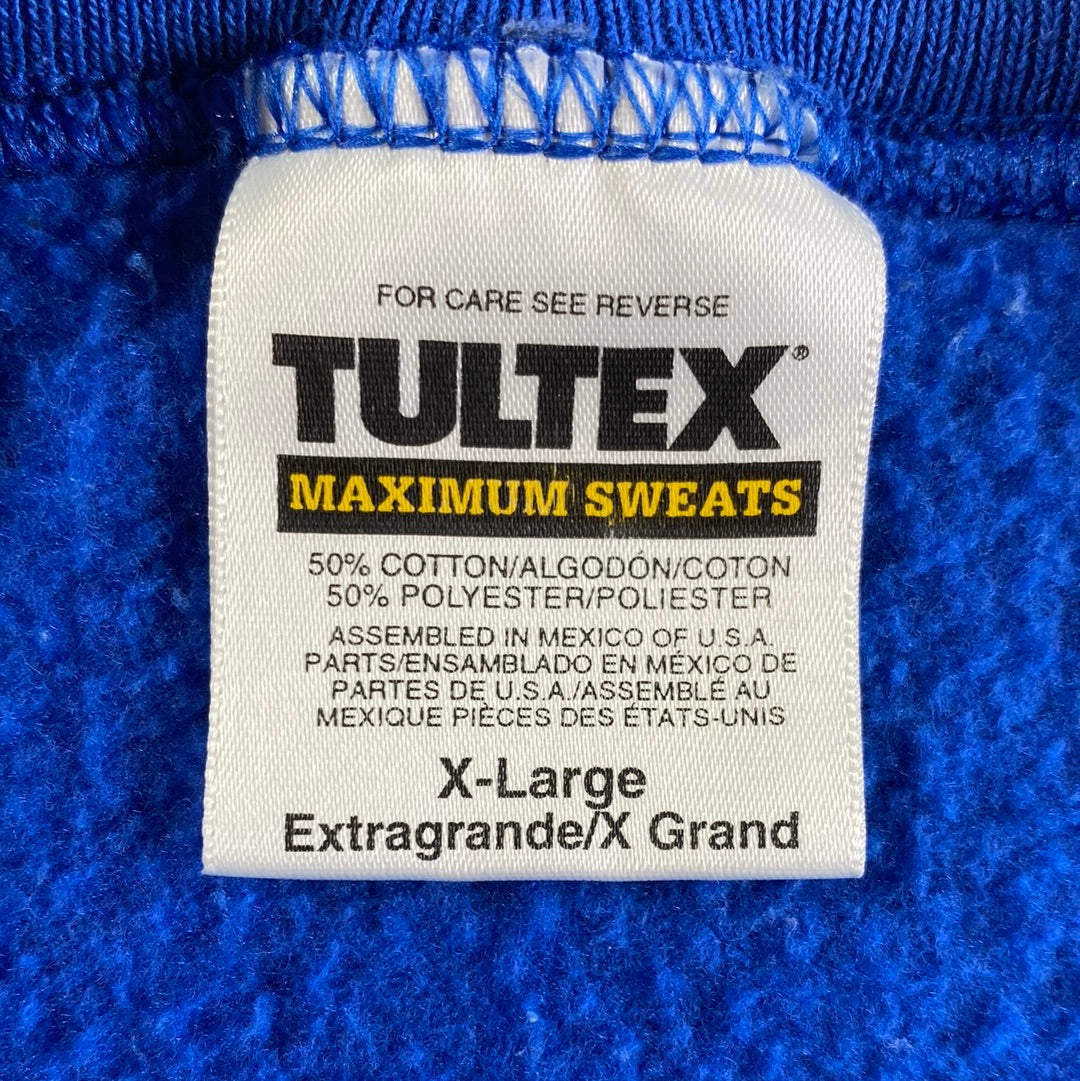 FOR CARE SEE REVERSE
TULTEX®
MAXIMUM SWEATS
50% COTTON/ALGODÓN/COTON
50% POLYESTER/POLIESTER
ASSEMBLED IN MEXICO OF U.S.A.
PARTS/ENSAMBLADO EN MÉXICO DE
PARTES DE U.S.A./ASSEMBLÉ AU
MEXIQUE PIÈCES DES ÉTATS-UNIS
X-Large
Extragrande/X Grand